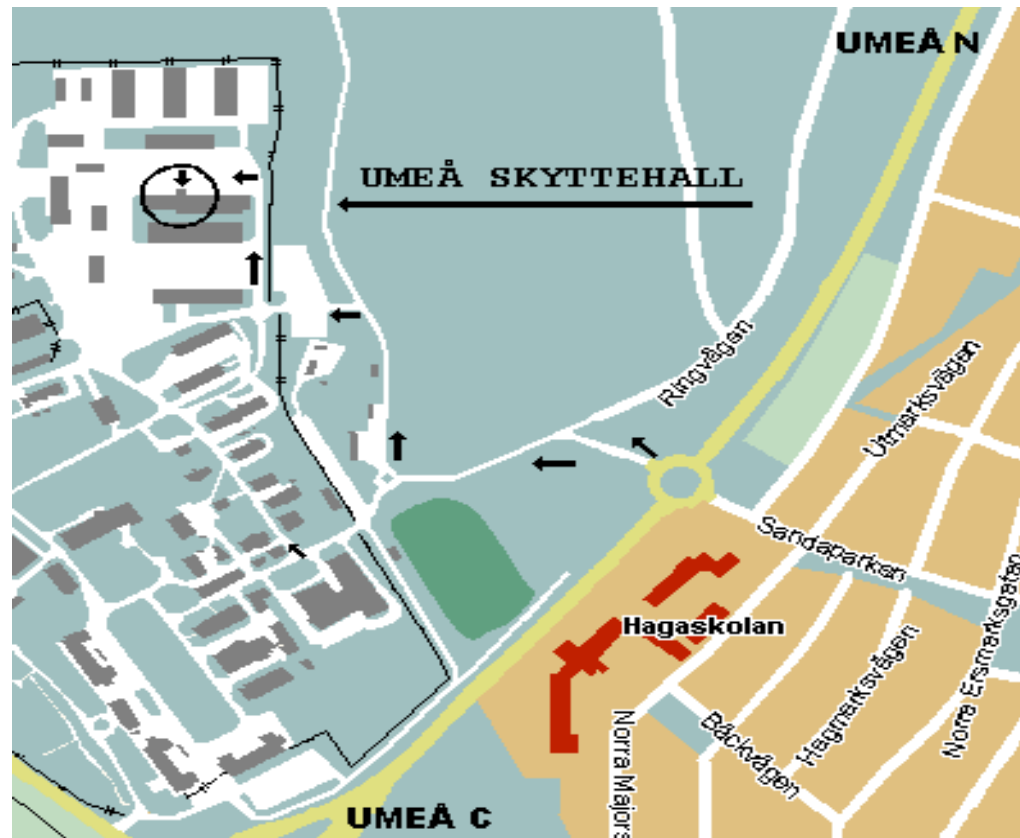 UMEÅ N
UMEÅ SKYTTEHALL
Ringvägen
Utmarksvägen
Sandaparken
Hagaskolan
Norra Ersmarksgatan
Hagmarksvägen
Bäckvägen
Norra Majors
UMEÅ C